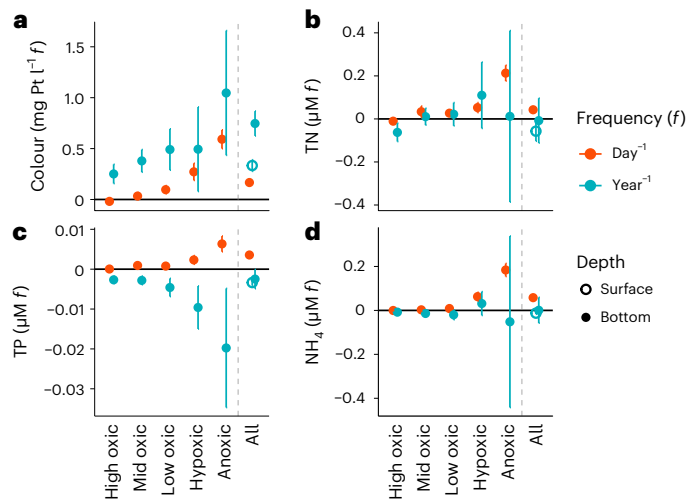 a
Colour (mg Pt l⁻¹ f)
1.5
1.0
0.5
0
b
TN (μM f)
0.4
0.2
0
−0.2
−0.4
Frequency (f)
Day⁻¹
Year⁻¹
c
TP (μM f)
0.01
0
−0.01
−0.02
−0.03
High oxic
Mid oxic
Low oxic
Hypoxic
Anoxic
All
d
NH₄ (μM f)
0.2
0
−0.2
−0.4
High oxic
Mid oxic
Low oxic
Hypoxic
Anoxic
All
Depth
Surface
Bottom